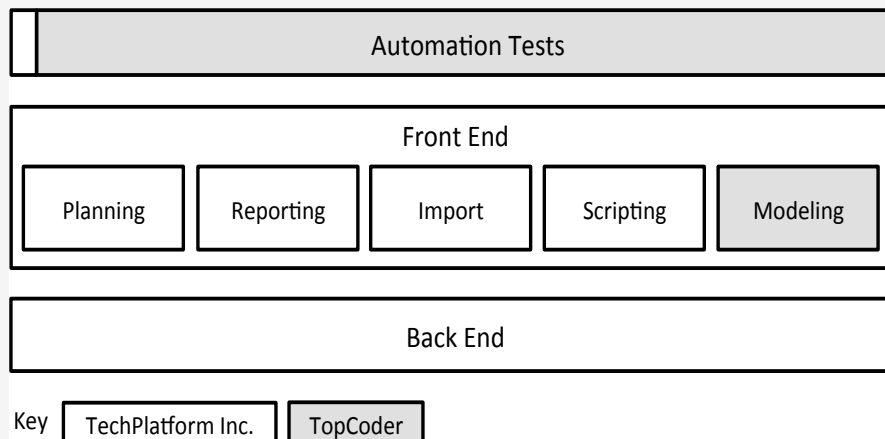 Automation Tests
Front End
Planning Reporting Import Scripting Modeling
Back End
Key TechPlatform Inc. TopCoder